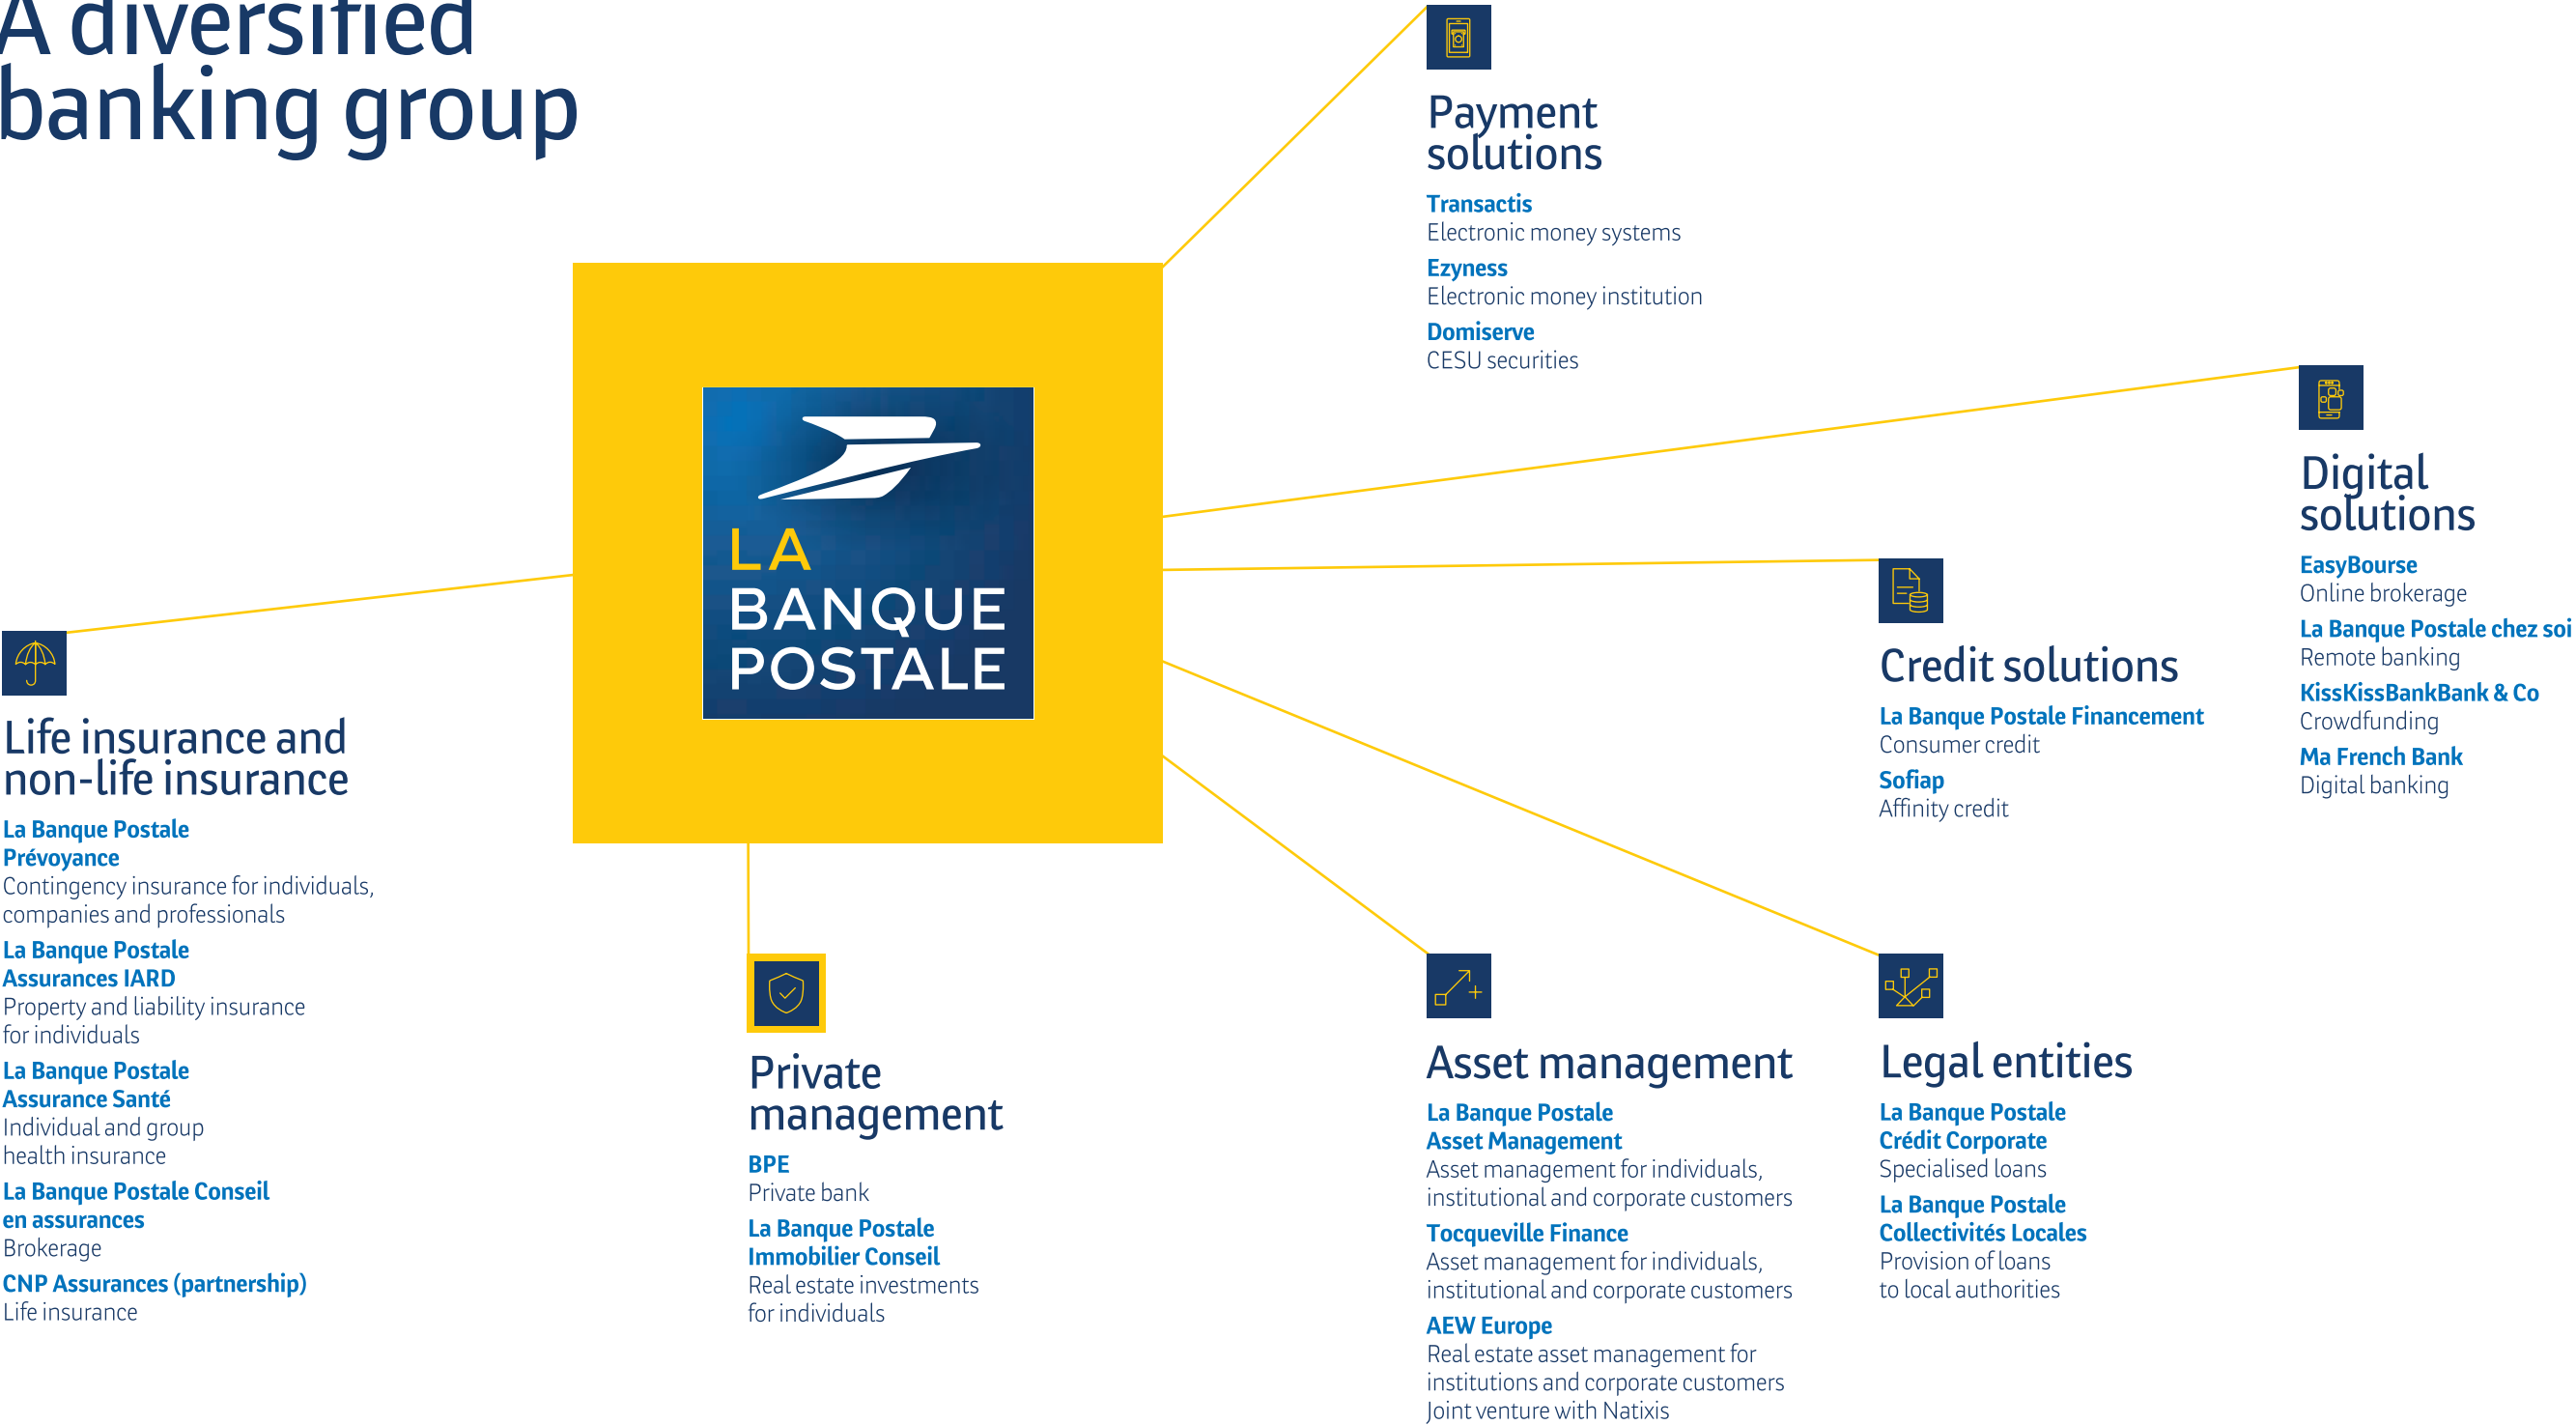 A diversified
banking group
Payment
solutions
Transactis
Electronic money systems
Ezyness
Electronic money institution
Domiserve
CESU securities
Digital
solutions
EasyBourse
Online brokerage
La Banque Postale chez soi
Remote banking
KissKissBankBank & Co
Crowdfunding
Ma French Bank
Digital banking
LA
BANQUE
POSTALE
Credit solutions
La Banque Postale Financement
Consumer credit
Sofiap
Affinity credit
Life insurance and
non-life insurance
La Banque Postale
Prévoyance
Contingency insurance for individuals,
companies and professionals
La Banque Postale
Assurances IARD
Property and liability insurance
for individuals
La Banque Postale
Assurance Santé
Individual and group
health insurance
La Banque Postale Conseil
en assurances
Brokerage
CNP Assurances (partnership)
Life insurance
Private
management
BPE
Private bank
La Banque Postale
Immobilier Conseil
Real estate investments
for individuals
Asset management
La Banque Postale
Asset Management
Asset management for individuals,
institutional and corporate customers
Tocqueville Finance
Asset management for individuals,
institutional and corporate customers
AEW Europe
Real estate asset management for
institutions and corporate customers
Joint venture with Natixis
Legal entities
La Banque Postale
Crédit Corporate
Specialised loans
La Banque Postale
Collectivités Locales
Provision of loans
to local authorities